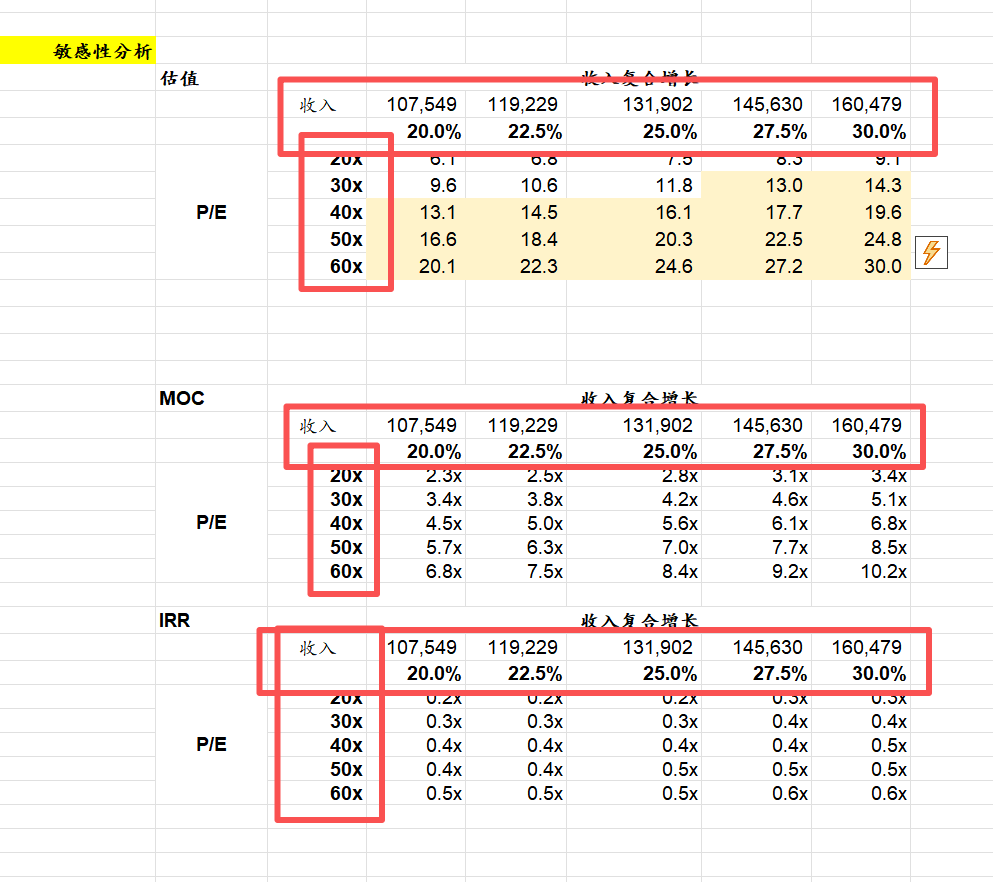 敏感性分析
估值 收入复合增长
收入 107,549 119,229 131,902 145,630 160,479
20.0% 22.5% 25.0% 27.5% 30.0%
20x 6.1 6.8 7.5 8.3 9.1
30x 9.6 10.6 11.8 13.0 14.3
P/E 40x 13.1 14.5 16.1 17.7 19.6
50x 16.6 18.4 20.3 22.5 24.8
60x 20.1 22.3 24.6 27.2 30.0
MOC 收入复合增长
收入 107,549 119,229 131,902 145,630 160,479
20.0% 22.5% 25.0% 27.5% 30.0%
20x 2.3x 2.5x 2.8x 3.1x 3.4x
30x 3.4x 3.8x 4.2x 4.6x 5.1x
P/E 40x 4.5x 5.0x 5.6x 6.1x 6.8x
50x 5.7x 6.3x 7.0x 7.7x 8.5x
60x 6.8x 7.5x 8.4x 9.2x 10.2x
IRR 收入复合增长
收入 107,549 119,229 131,902 145,630 160,479
20.0% 22.5% 25.0% 27.5% 30.0%
20x 0.2x 0.2x 0.2x 0.3x 0.3x
30x 0.3x 0.3x 0.3x 0.4x 0.4x
P/E 40x 0.4x 0.4x 0.4x 0.4x 0.5x
50x 0.4x 0.4x 0.5x 0.5x 0.5x
60x 0.5x 0.5x 0.5x 0.6x 0.6x